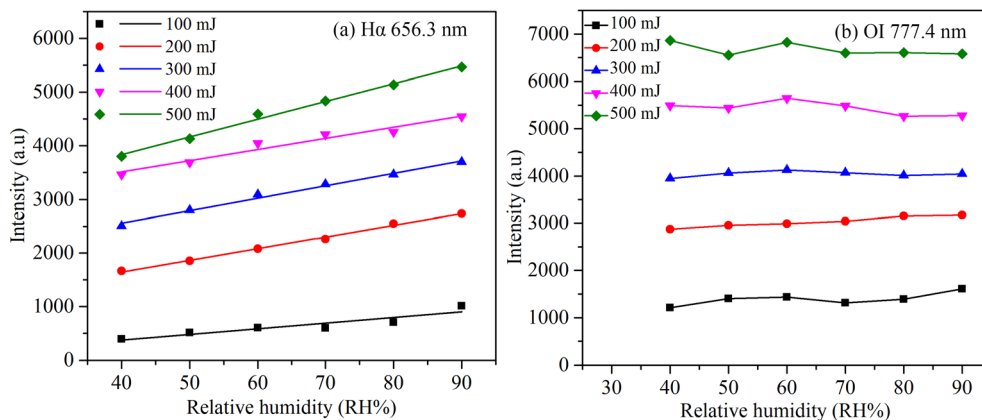 (a) Hα 656.3 nm
100 mJ
200 mJ
300 mJ
400 mJ
500 mJ
Intensity (a.u)
6000
5000
4000
3000
2000
1000
0
40 50 60 70 80 90
Relative humidity (RH%)
(b) OI 777.4 nm
100 mJ
200 mJ
300 mJ
400 mJ
500 mJ
Intensity (a.u)
7000
6000
5000
4000
3000
2000
1000
0
30 40 50 60 70 80 90
Relative humidity (RH%)